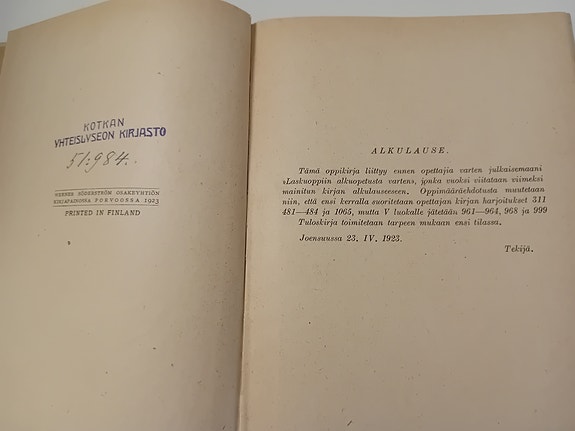 KOTKAN
YHTEISLYSEON KIRJASTO
51:984.
WERNER SÖDERSTRÖM OSAKEYHTIÖN
KIRJAPAINOSSA PORVOOSSA 1923
PRINTED IN FINLAND
ALKULAUSE.
Tämä oppikirja liittyy ennen opettajia varten julkaisemaani
»Laskuoppiin alkuopetusta varten», jonka vuoksi viitataan viimeksi
mainitun kirjan alkulauseeseen. Oppimääräehdotusta muutetaan
niin, että ensi kerralla suoritetaan opettajan kirjan harjoitukset 311
481—484 ja 1065, mutta V luokalle jätetään 961—964, 968 ja 999
Tuloskirja toimitetaan tarpeen mukaan ensi tilassa.
Joensuussa 23. IV. 1923.
Tekijä.